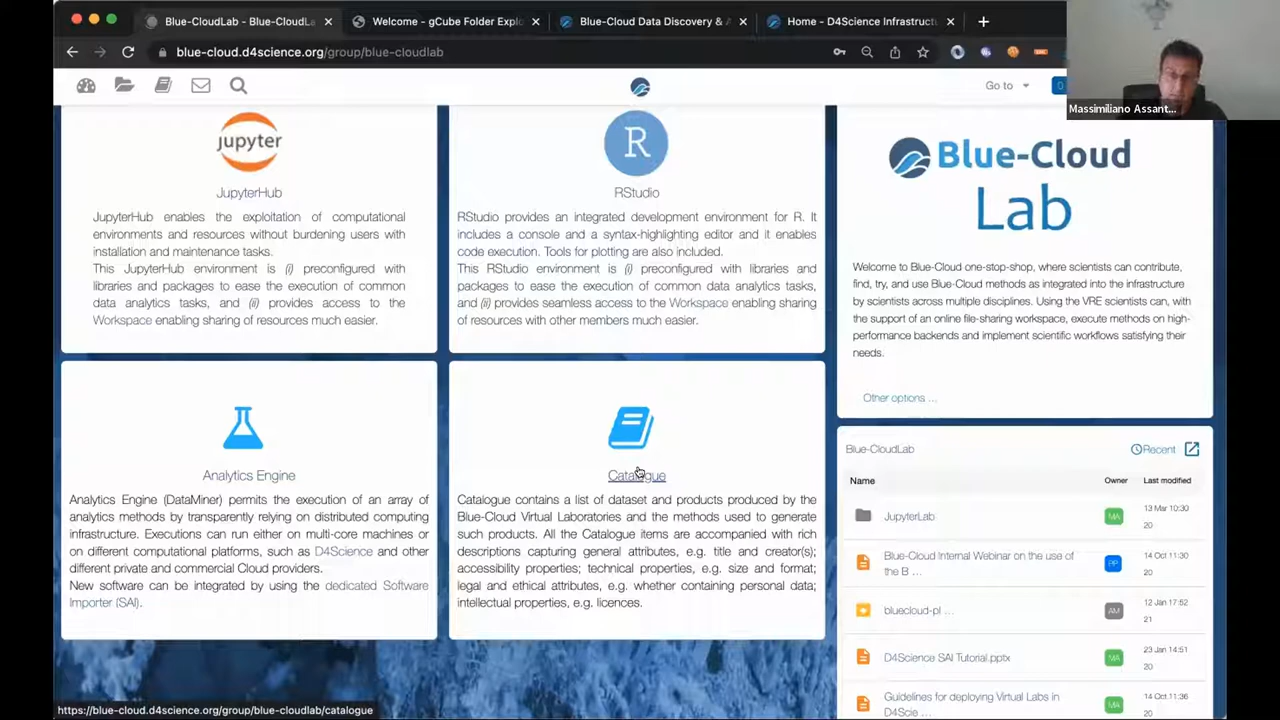 Blue-CloudLab - Blue-CloudLa
Welcome - gCube Folder Explo
Blue-Cloud Data Discovery & A
Home - D4Science Infrastruct
blue-cloud.d4science.org/group/blue-cloudlab
Go to
0
Massimiliano Assant...
jupyter
JupyterHub
JupyterHub enables the exploitation of computational
environments and resources without burdening users with
installation and maintenance tasks.
This JupyterHub environment is (i) preconfigured with
libraries and packages to ease the execution of common
data analytics tasks, and (ii) provides access to the
Workspace enabling sharing of resources much easier.
R
RStudio
RStudio provides an integrated development environment for R. It
includes a console and a syntax-highlighting editor and it enables
code execution. Tools for plotting are also included.
This RStudio environment is (i) preconfigured with libraries and
packages to ease the execution of common data analytics tasks,
and (ii) provides seamless access to the Workspace enabling sharing
of resources with other members much easier.
Blue-Cloud
Lab
Welcome to Blue-Cloud one-stop-shop, where scientists can contribute,
find, try, and use Blue-Cloud methods as integrated into the infrastructure
by scientists across multiple disciplines. Using the VRE scientists can, with
the support of an online file-sharing workspace, execute methods on high-
performance backends and implement scientific workflows satisfying their
needs.
Other options ...
Analytics Engine
Analytics Engine (DataMiner) permits the execution of an array of
analytics methods by transparently relying on distributed computing
infrastructure. Executions can run either on multi-core machines or
on different computational platforms, such as D4Science and other
different private and commercial Cloud providers.
New software can be integrated by using the dedicated Software
Importer (SAI).
Catalogue
Catalogue contains a list of dataset and products produced by the
Blue-Cloud Virtual Laboratories and the methods used to generate
such products. All the Catalogue items are accompanied with rich
descriptions capturing general attributes, e.g. title and creator(s);
accessibility properties; technical properties, e.g. size and format;
legal and ethical attributes, e.g. whether containing personal data;
intellectual properties, e.g. licences.
Blue-CloudLab
Recent
Name
Owner
Last modified
JupyterLab
MA
13 Mar 10:30
20
Blue-Cloud Internal Webinar on the use of
the B ...
PP
14 Oct 11:30
20
bluecloud-pl ...
AM
12 Jan 17:52
21
D4Science SAI Tutorial.pptx
MA
23 Jan 14:51
20
Guidelines for deploying Virtual Labs in
D4Scie ...
MA
14 Oct 11:36
20
https://blue-cloud.d4science.org/group/blue-cloudlab/catalogue